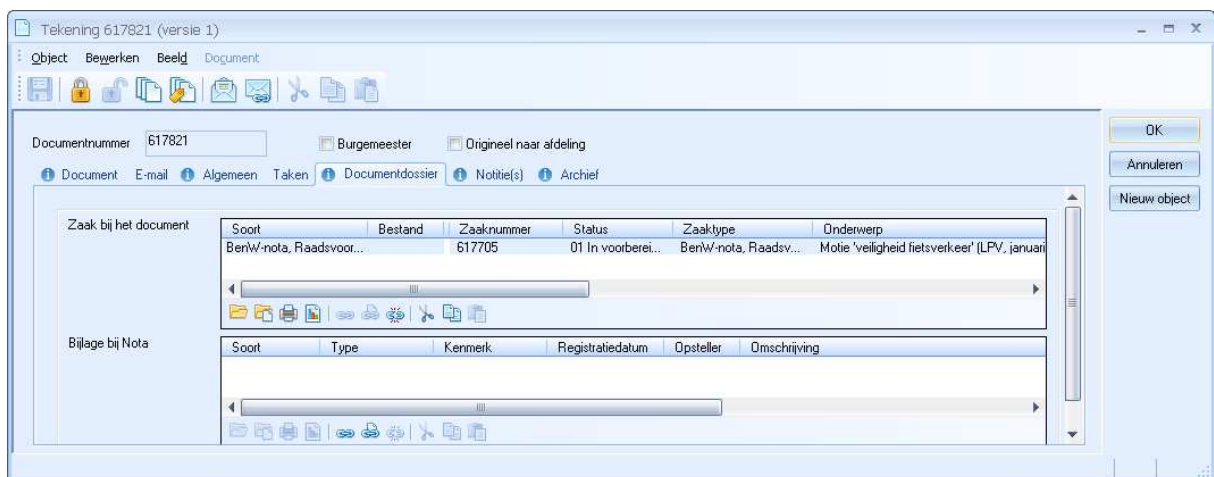 Tekening 617821 (versie 1)
Object Bewerken Beeld Document
Documentnummer 617821 Burgemeester Origineel naar afdeling
OK
Annuleren
Nieuw object
Document E-mail Algemeen Taken Documentdossier Notitie(s) Archief
Zaak bij het document
Soort Bestand Zaaknummer Status Zaaktype Onderwerp
BenW-nota, Raadsvoor... 617705 01 In voorberei... BenW-nota, Raadsv... Motie 'veiligheid fietsverkeer' (LPV, januari
Bijlage bij Nota
Soort Type Kenmerk Registratiedatum Opsteller Omschrijving